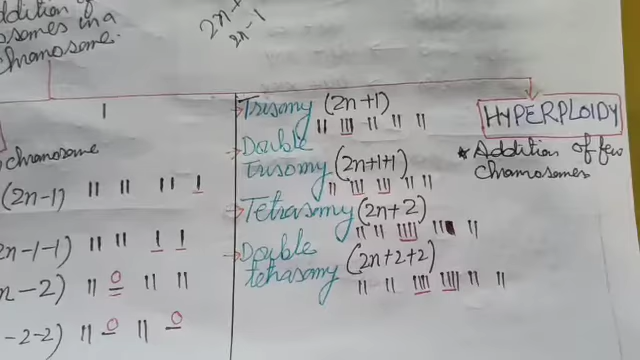 ddition of
osomes in a
chromosome.
2n+
2n-1
Trisomy (2n+1)
HYPERPLOIDY
Addition of few
chromosomes
chromosome
Double
trisomy (2n+1+1)
(2n-1)
Tetrasomy (2n+2)
2n-1-1)
Double
tetrasomy (2n+2+2)
n-2)
-2-2)